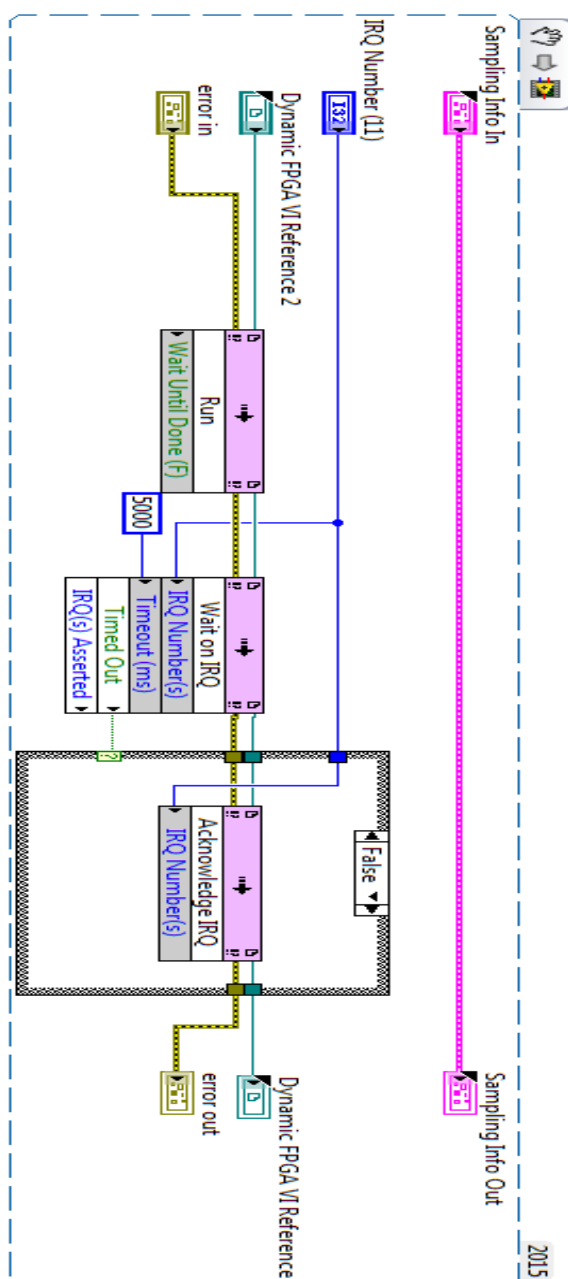 2015
Sampling Info In
Sampling Info Out
IRQ Number (11)
I32
False
Dynamic FPGA VI Reference 2
Dynamic FPGA VI Reference
error in
error out
Run
Wait Until Done (F)
5000
Wait on IRQ
IRQ Number(s)
Timeout (ms)
Timed Out
IRQ(s) Asserted
?
Acknowledge IRQ
IRQ Number(s)